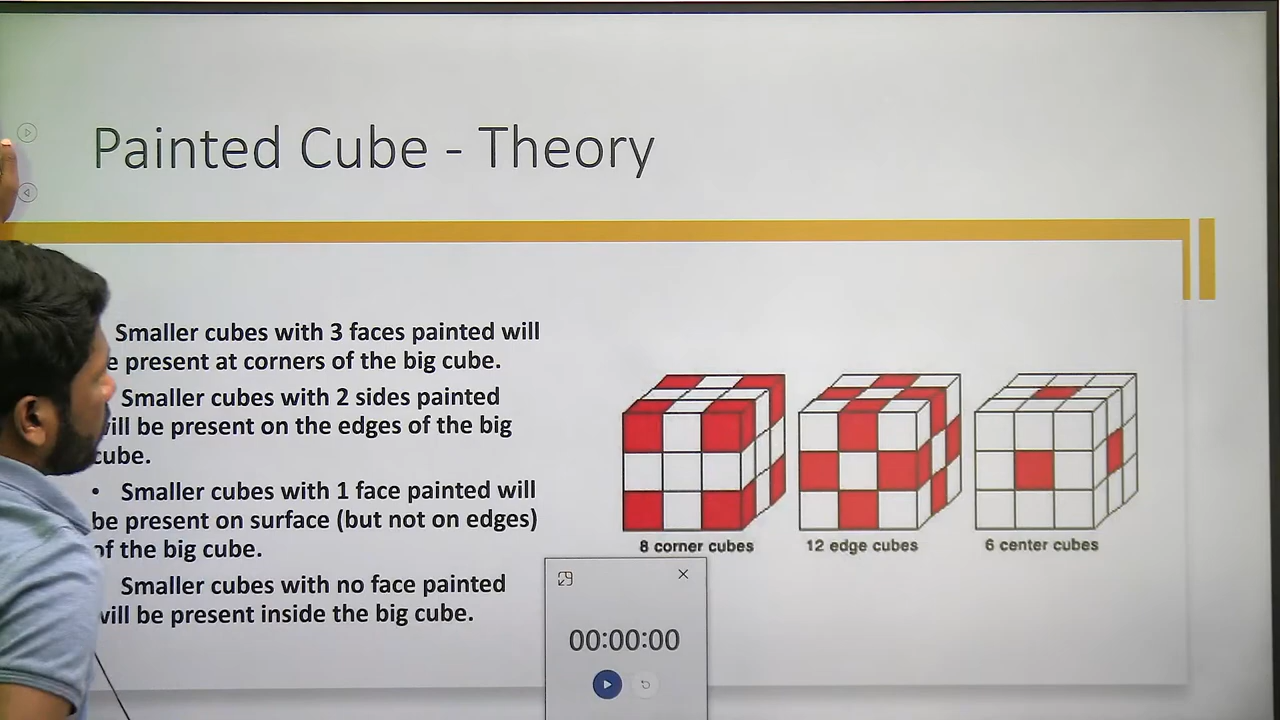 Painted Cube - Theory
Smaller cubes with 3 faces painted will
e present at corners of the big cube.
Smaller cubes with 2 sides painted
will be present on the edges of the big
cube.
• Smaller cubes with 1 face painted will
be present on surface (but not on edges)
of the big cube.
Smaller cubes with no face painted
will be present inside the big cube.
8 corner cubes
12 edge cubes
6 center cubes
00:00:00